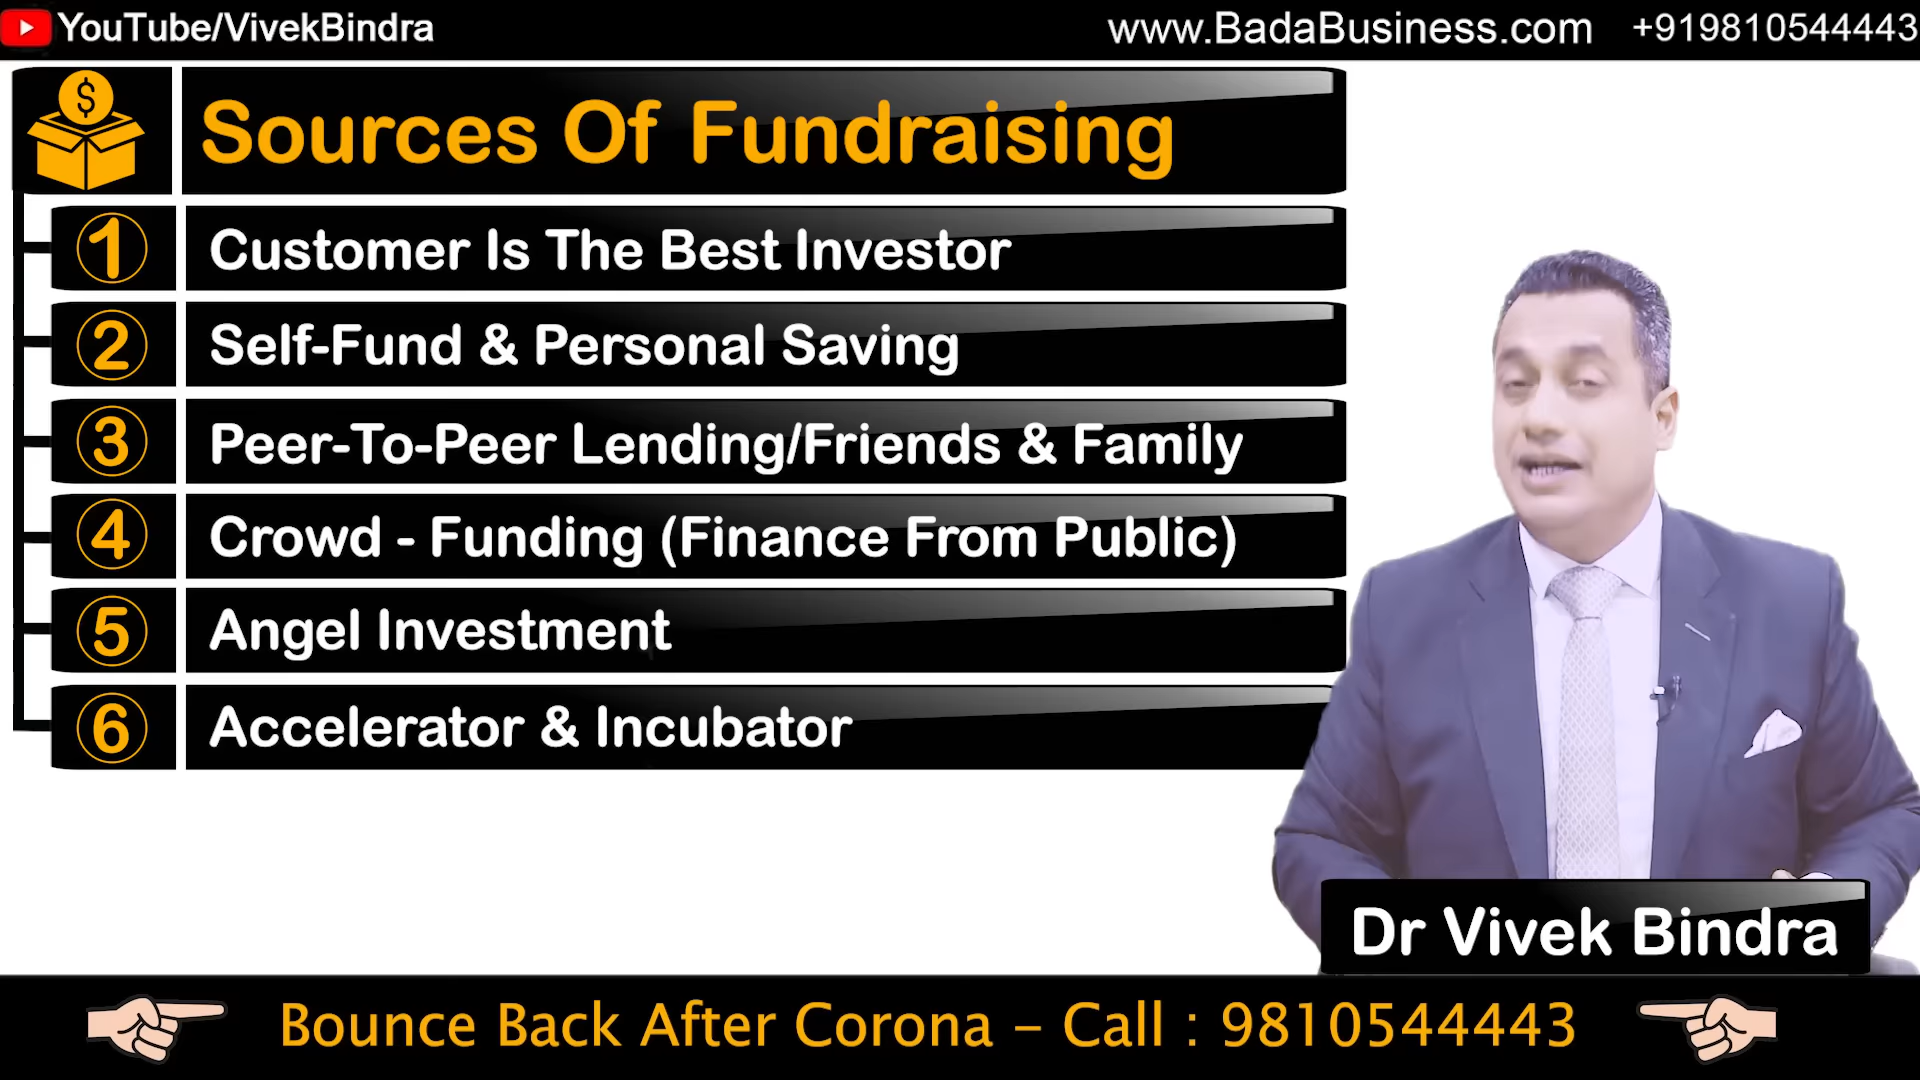 YouTube/VivekBindra
www.BadaBusiness.com +919810544443
$
Sources Of Fundraising
1 Customer Is The Best Investor
2 Self-Fund & Personal Saving
3 Peer-To-Peer Lending/Friends & Family
4 Crowd - Funding (Finance From Public)
5 Angel Investment
6 Accelerator & Incubator
Dr Vivek Bindra
Bounce Back After Corona – Call : 9810544443